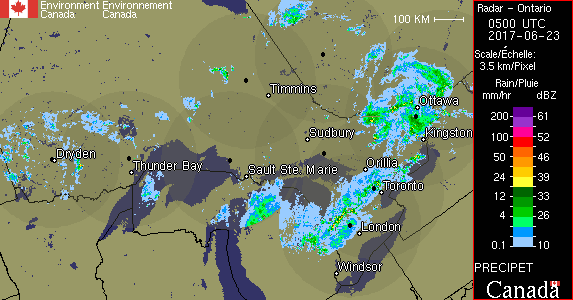 Environment Environnement
Canada Canada
100 KM
Timmins
Ottawa
Sudbury
Kingston
Dryden
Thunder Bay
Sault Ste. Marie
Orillia
Toronto
London
Windsor
Radar - Ontario
0500 UTC
2017-06-23
Scale/Échelle:
3.5 km/Pixel
Rain/Pluie
mm/hr dBZ
200 61
100 52
50 46
24 39
12 33
4 26
0.1 10
PRECIPET
Canada